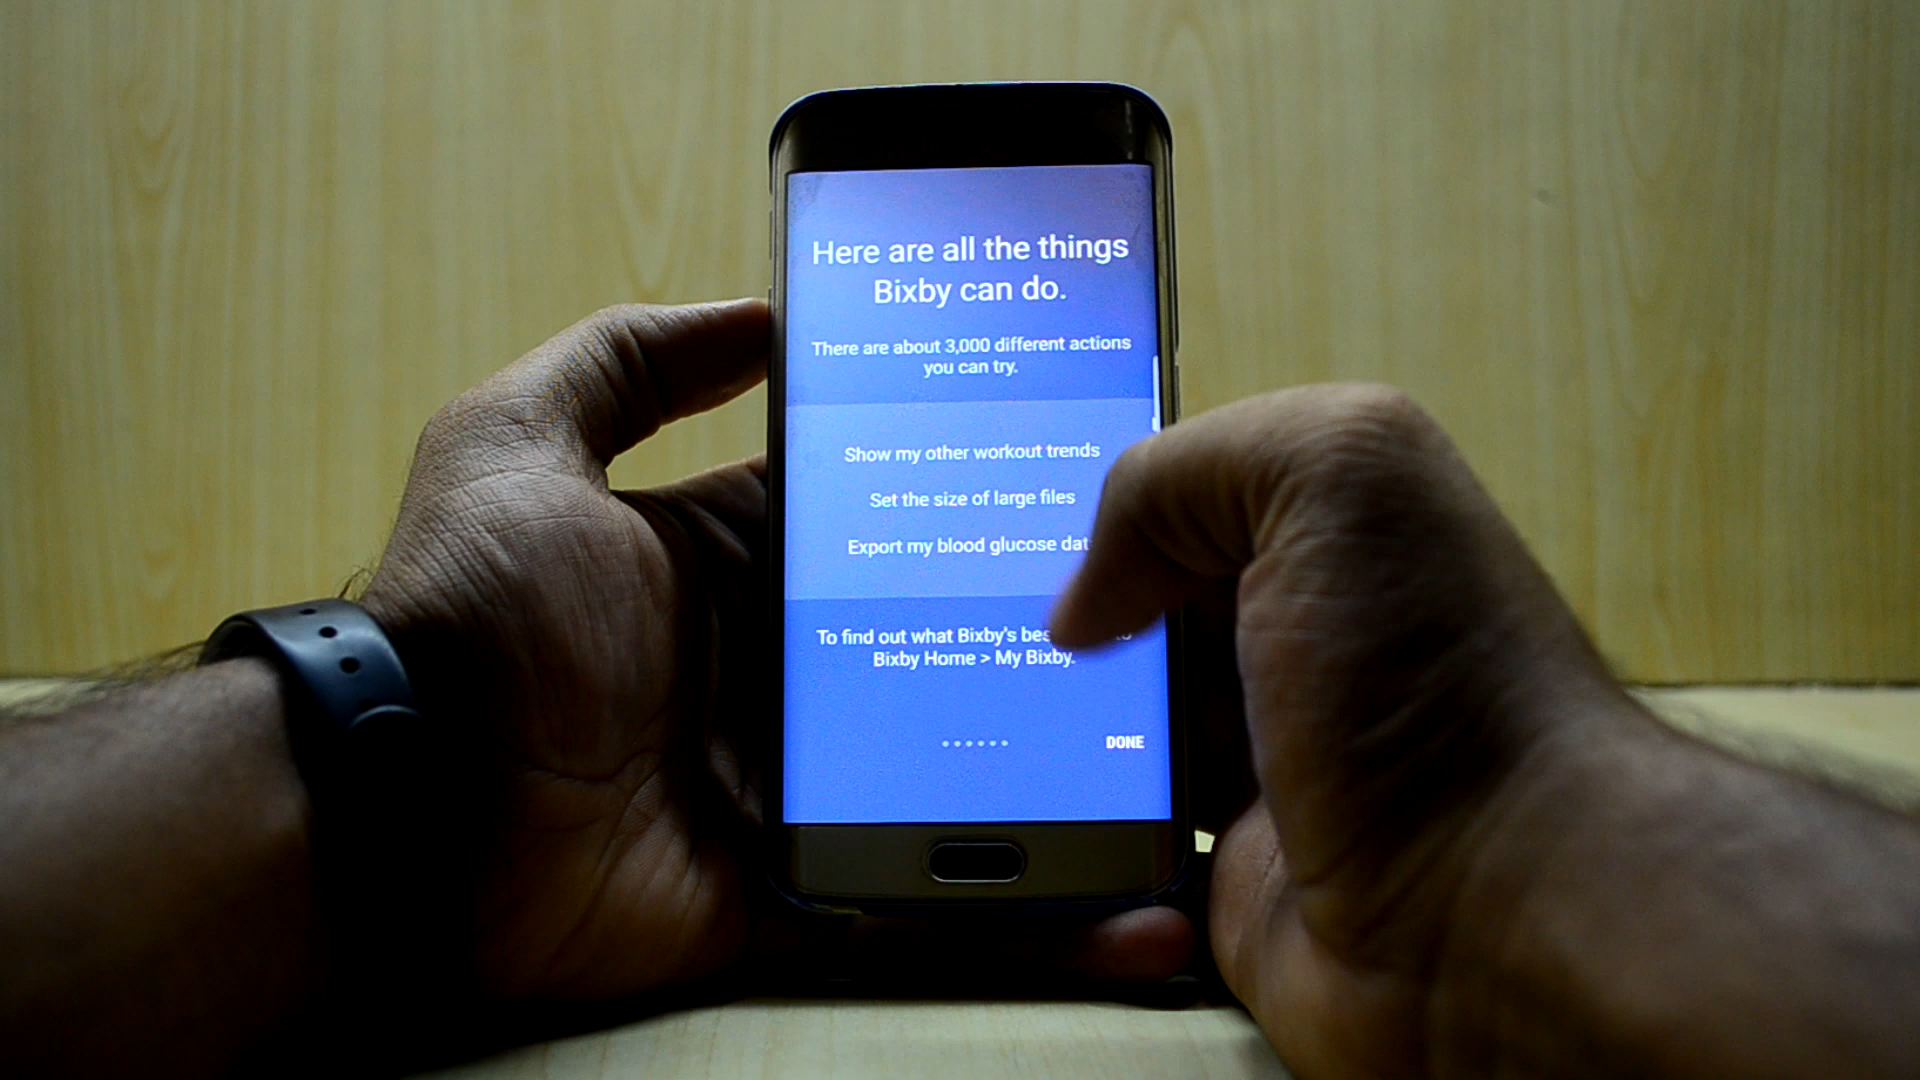 Here are all the things
Bixby can do.
There are about 3,000 different actions
you can try.
Show my other workout trends
Set the size of large files
Export my blood glucose
To find out what Bixby's
Bixby Home > My Bixby.
DONE